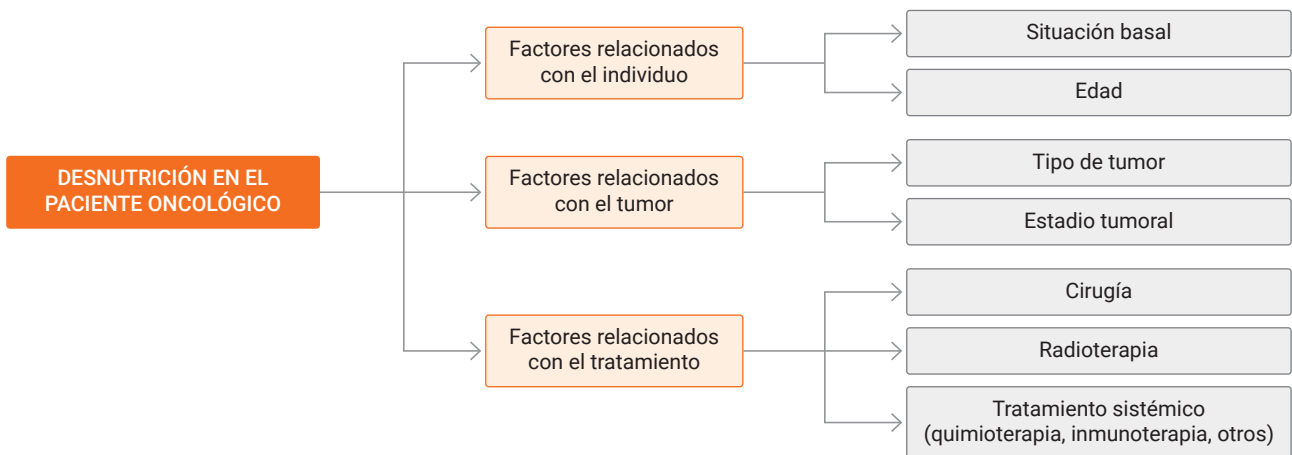 DESNUTRICIÓN EN EL
PACIENTE ONCOLÓGICO
Factores relacionados
con el individuo
Situación basal
Edad
Factores relacionados
con el tumor
Tipo de tumor
Estadio tumoral
Factores relacionados
con el tratamiento
Cirugía
Radioterapia
Tratamiento sistémico
(quimioterapia, inmunoterapia, otros)